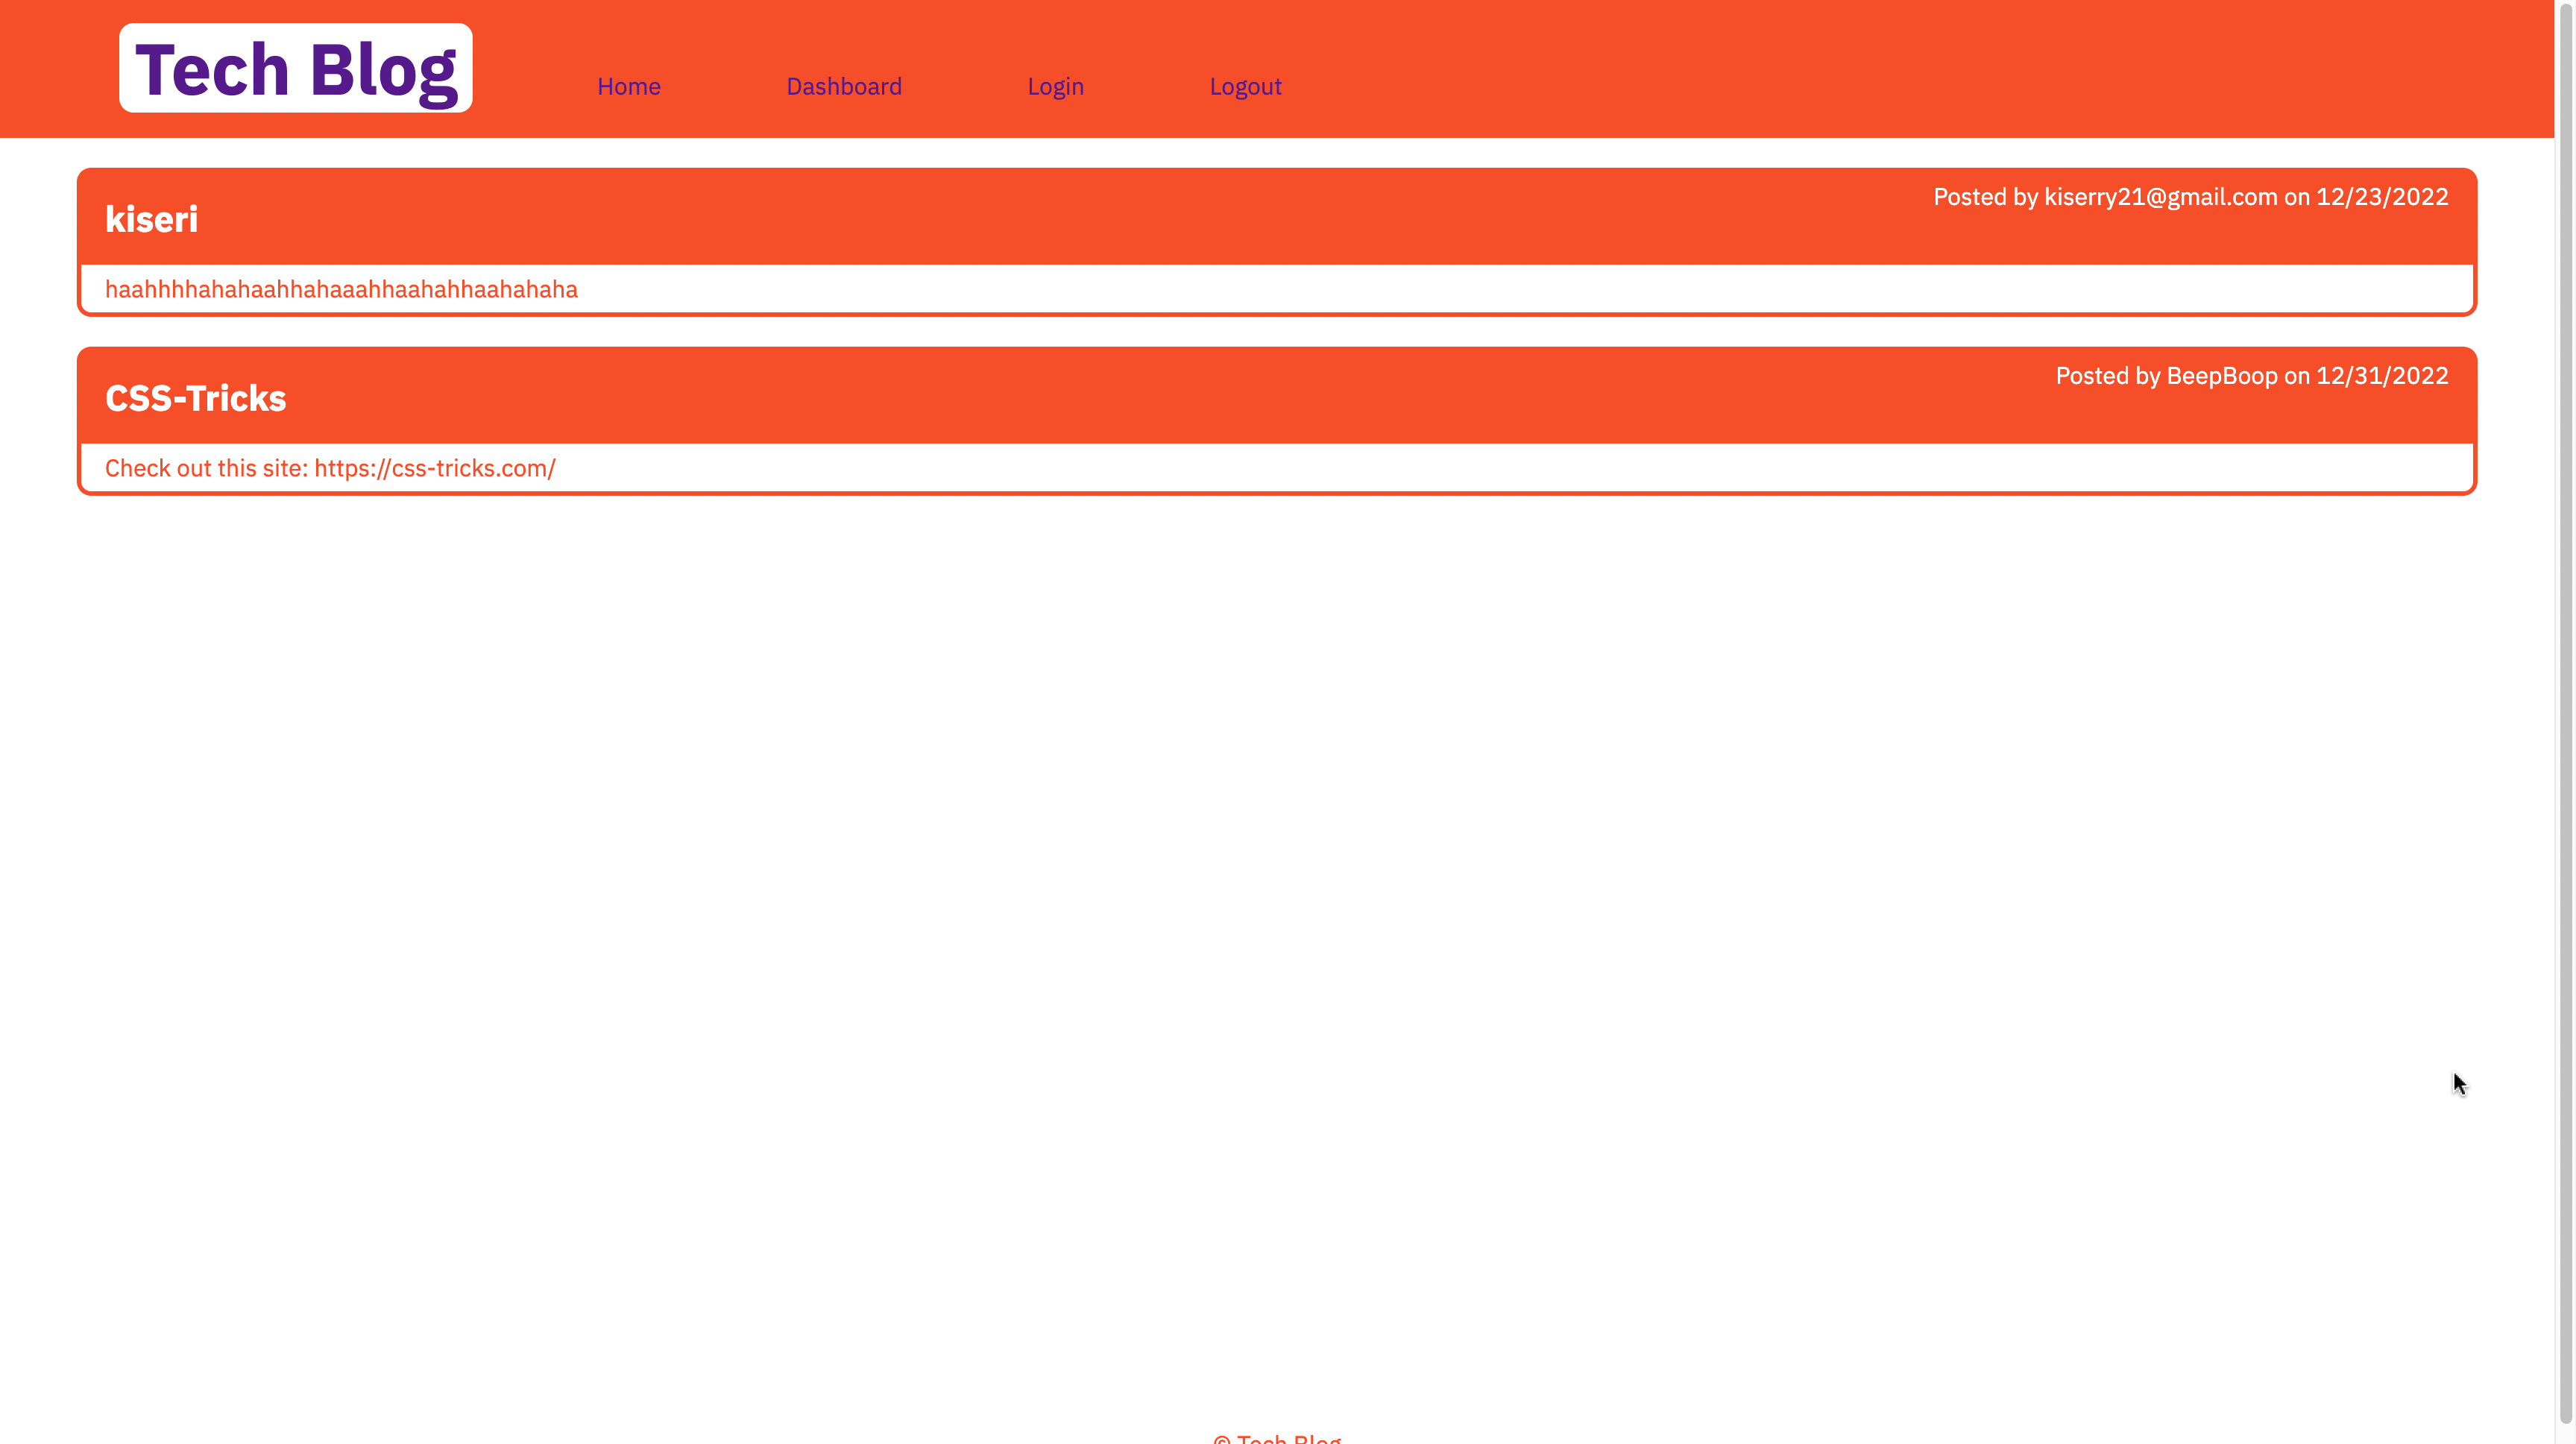 Tech Blog
Home Dashboard Login Logout
kiseri
Posted by kiserry21@gmail.com on 12/23/2022
haahhhhahahaahhahaaahhaahahhaahahaha
CSS-Tricks
Posted by BeepBoop on 12/31/2022
Check out this site: https://css-tricks.com/
© Tech Blog